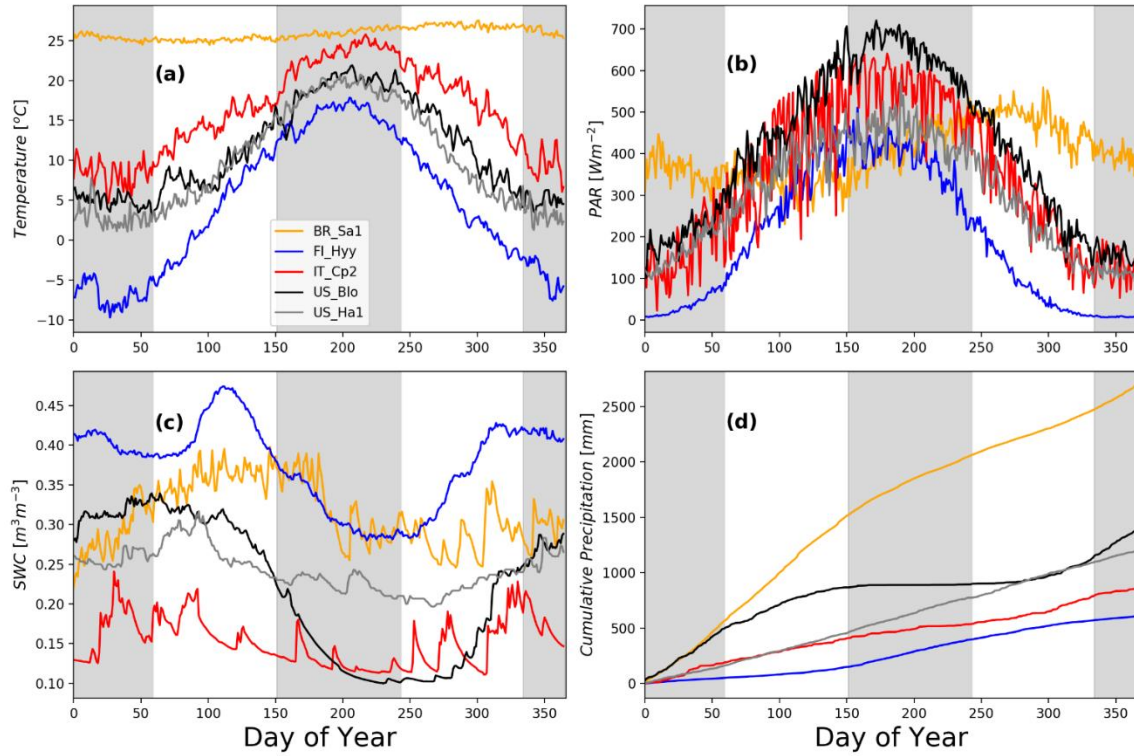 (a)
Temperature [°C]
25
20
15
10
5
0
−5
−10
BR_Sa1
FI_Hyy
IT_Cp2
US_Blo
US_Ha1
0 50 100 150 200 250 300 350
(b)
PAR [Wm−2]
700
600
500
400
300
200
100
0
0 50 100 150 200 250 300 350
(c)
SWC [m3m−3]
0.45
0.40
0.35
0.30
0.25
0.20
0.15
0.10
0 50 100 150 200 250 300 350
Day of Year
(d)
Cumulative Precipitation [mm]
2500
2000
1500
1000
500
0
0 50 100 150 200 250 300 350
Day of Year